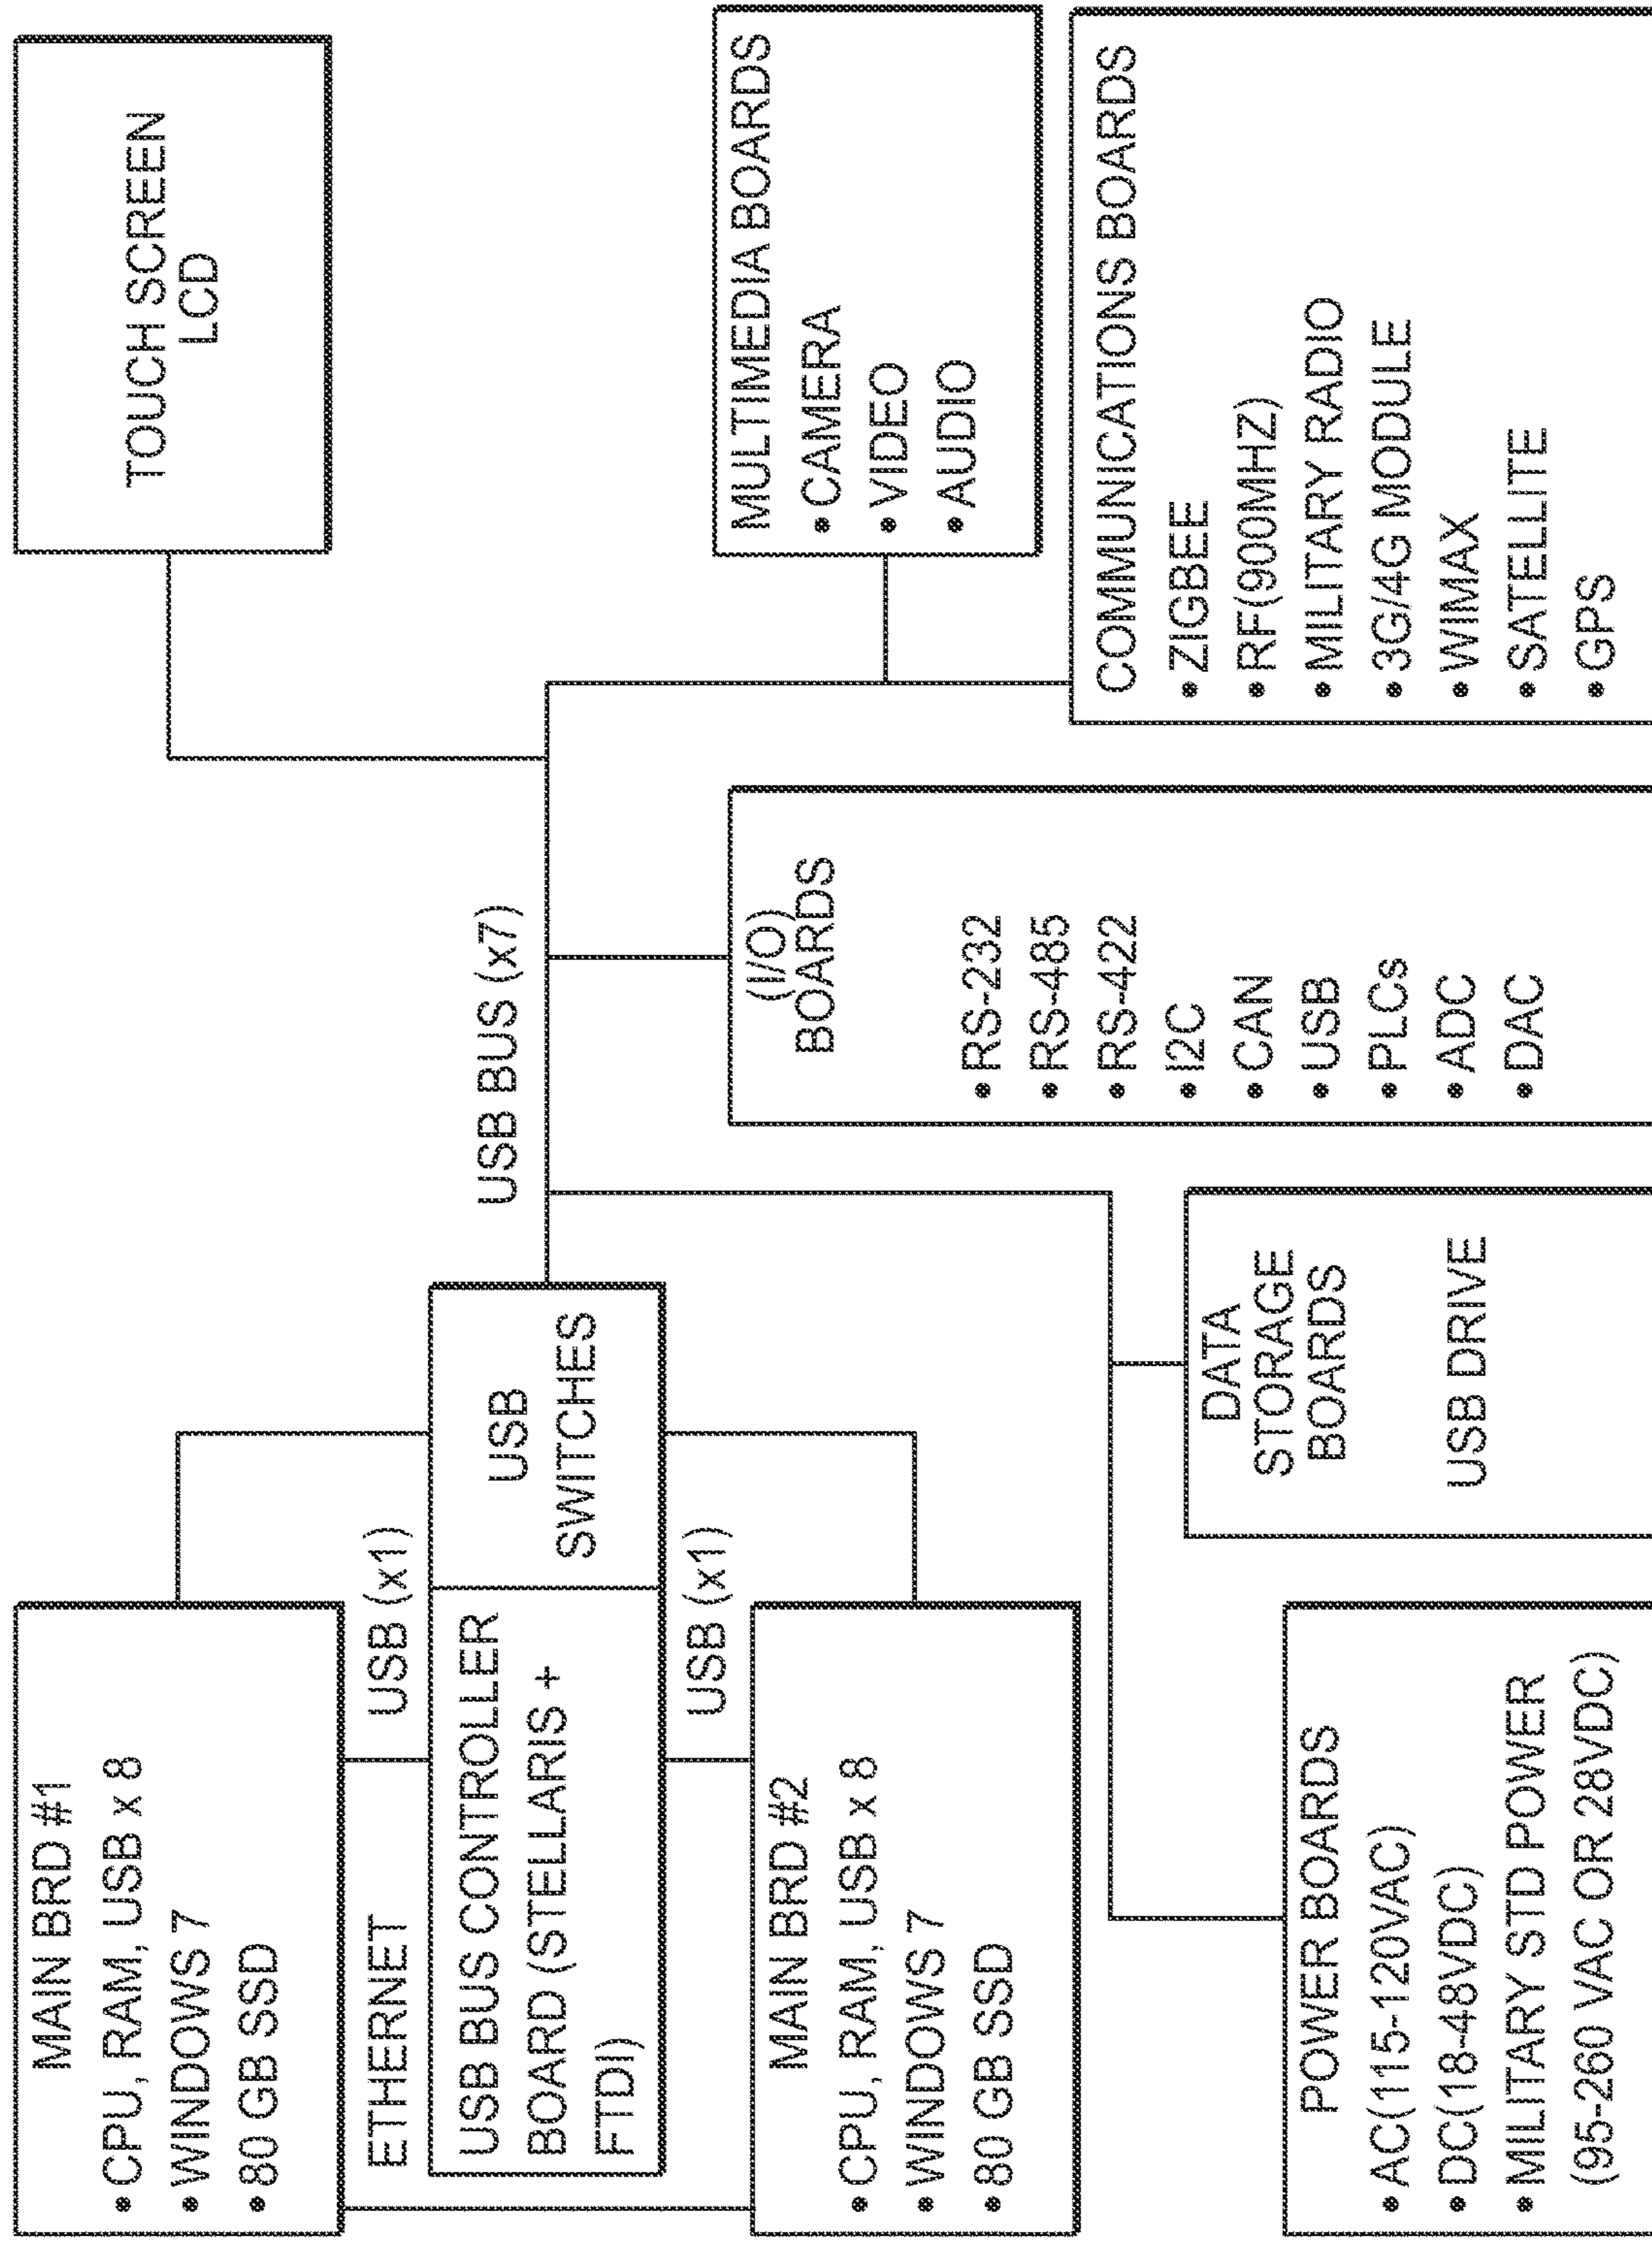 MAIN BRD #1
• CPU, RAM, USB x 8
• WINDOWS 7
• 80 GB SSD
ETHERNET
USB (x1)
USB BUS CONTROLLER
BOARD (STELLARIS +
FTDI)
USB
SWITCHES
USB (x1)
MAIN BRD #2
• CPU, RAM, USB x 8
• WINDOWS 7
• 80 GB SSD
USB BUS (x7)
TOUCH SCREEN
LCD
MULTIMEDIA BOARDS
• CAMERA
• VIDEO
• AUDIO
POWER BOARDS
• AC(115-120VAC)
• DC(18-48VDC)
• MILITARY STD POWER
(95-260 VAC OR 28VDC)
DATA
STORAGE
BOARDS
USB DRIVE
(I/O)
BOARDS
• RS-232
• RS-485
• RS-422
• I2C
• CAN
• USB
• PLCs
• ADC
• DAC
COMMUNICATIONS BOARDS
• ZIGBEE
• RF(900MHZ)
• MILITARY RADIO
• 3G/4G MODULE
• WIMAX
• SATELLITE
• GPS